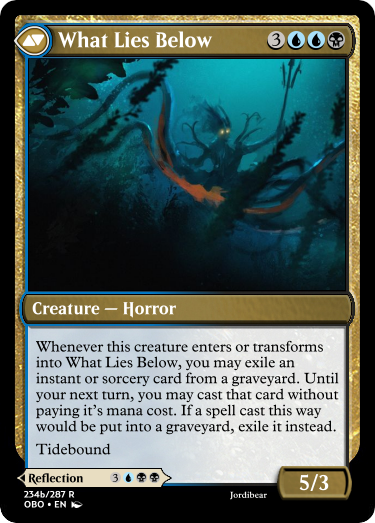 What Lies Below 3
Creature — Horror
Whenever this creature enters or transforms
into What Lies Below, you may exile an
instant or sorcery card from a graveyard. Until
your next turn, you may cast that card without
paying it's mana cost. If a spell cast this way
would be put into a graveyard, exile it instead.
Tidebound
Reflection 3
5/3
234b/287 R
OBO • EN Jordibear